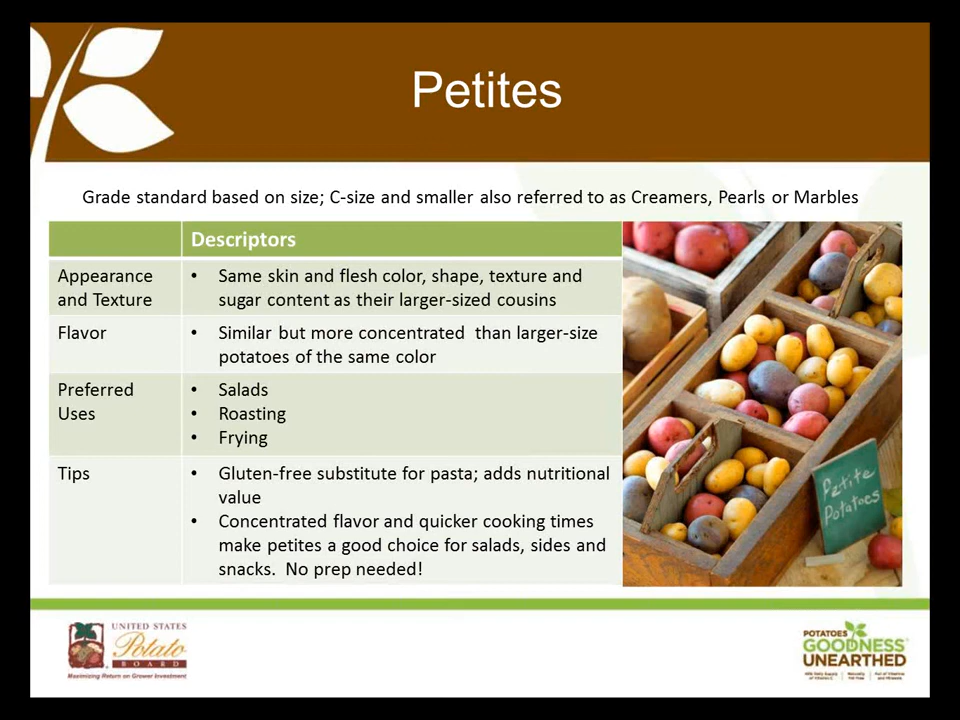 Petites
Grade standard based on size; C-size and smaller also referred to as Creamers, Pearls or Marbles
Descriptors
Appearance
and Texture
• Same skin and flesh color, shape, texture and
sugar content as their larger-sized cousins
Flavor
• Similar but more concentrated than larger-size
potatoes of the same color
Preferred
Uses
• Salads
• Roasting
• Frying
Tips
• Gluten-free substitute for pasta; adds nutritional
value
• Concentrated flavor and quicker cooking times
make petites a good choice for salads, sides and
snacks. No prep needed!
Petite
Potatoes
UNITED STATES
Potato
BOARD
Maximizing Return on Grower Investment
POTATOES
GOODNESS
UNEARTHED